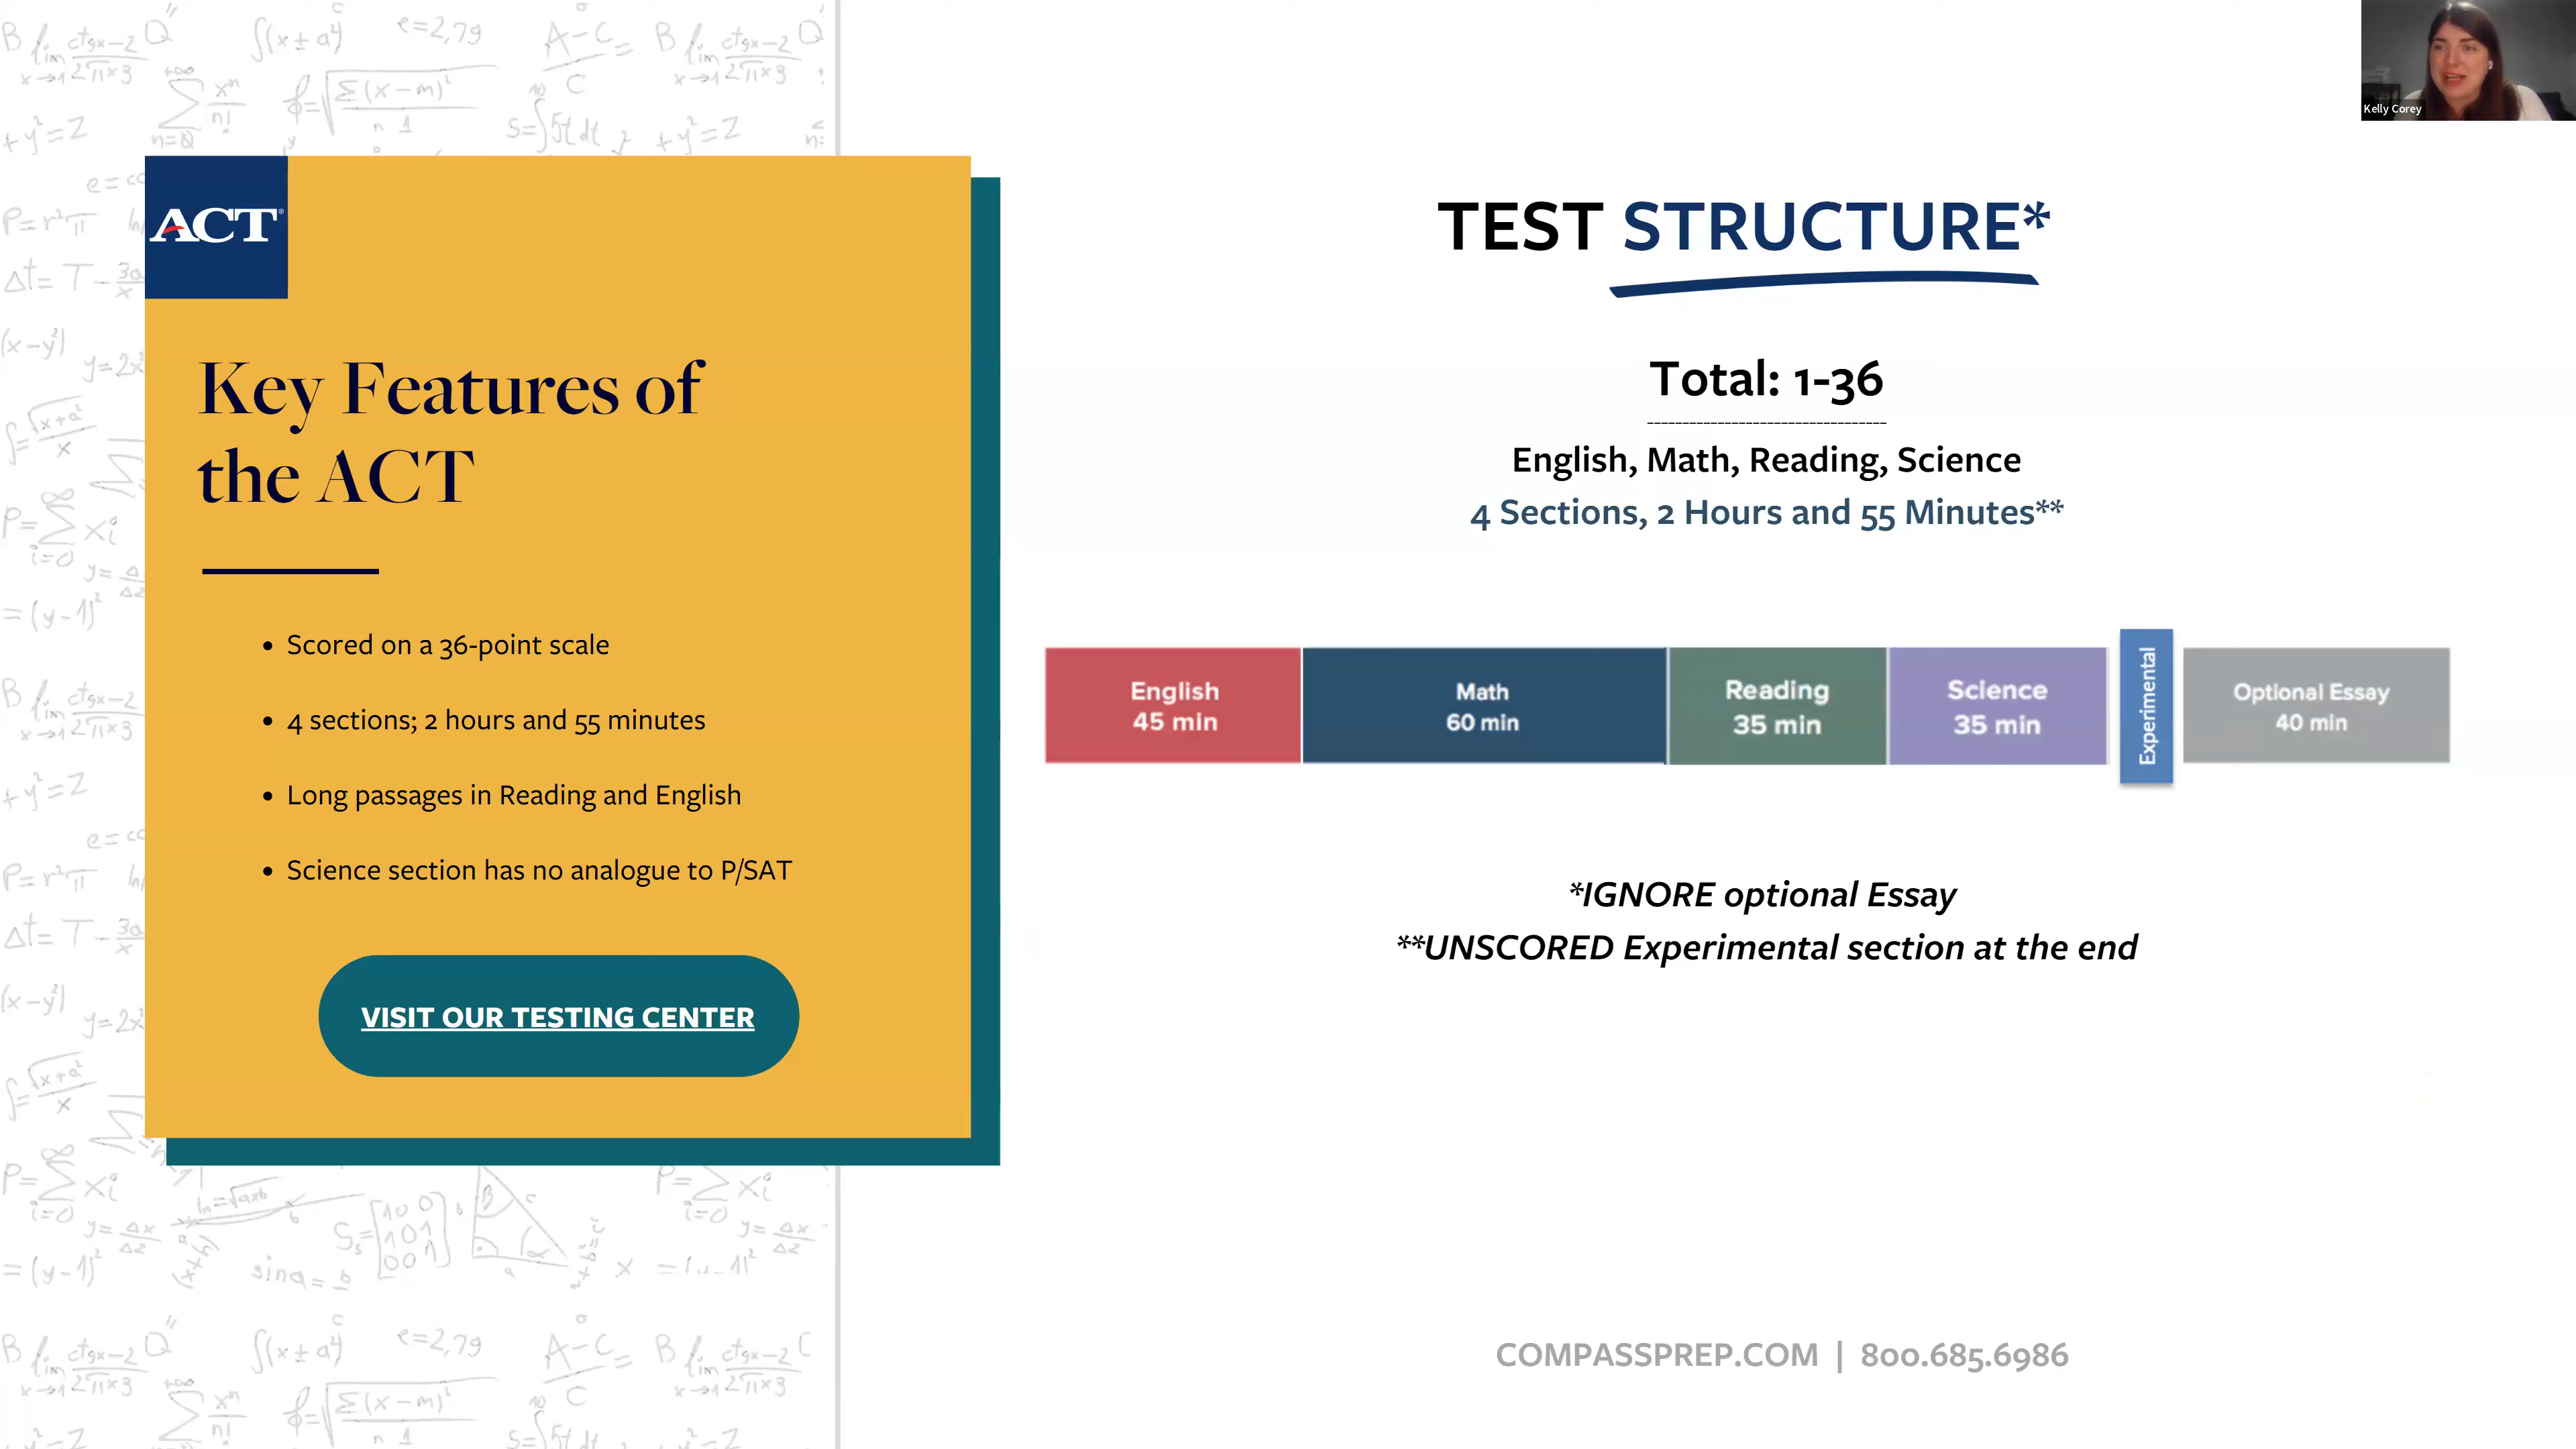 Kelly Corey
ACT
Key Features of
the ACT
• Scored on a 36-point scale
• 4 sections; 2 hours and 55 minutes
• Long passages in Reading and English
• Science section has no analogue to P/SAT
VISIT OUR TESTING CENTER
TEST STRUCTURE*
Total: 1-36
English, Math, Reading, Science
4 Sections, 2 Hours and 55 Minutes**
English
45 min
Math
60 min
Reading
35 min
Science
35 min
Experimental
Optional Essay
40 min
*IGNORE optional Essay
**UNSCORED Experimental section at the end
COMPASSPREP.COM | 800.685.6986